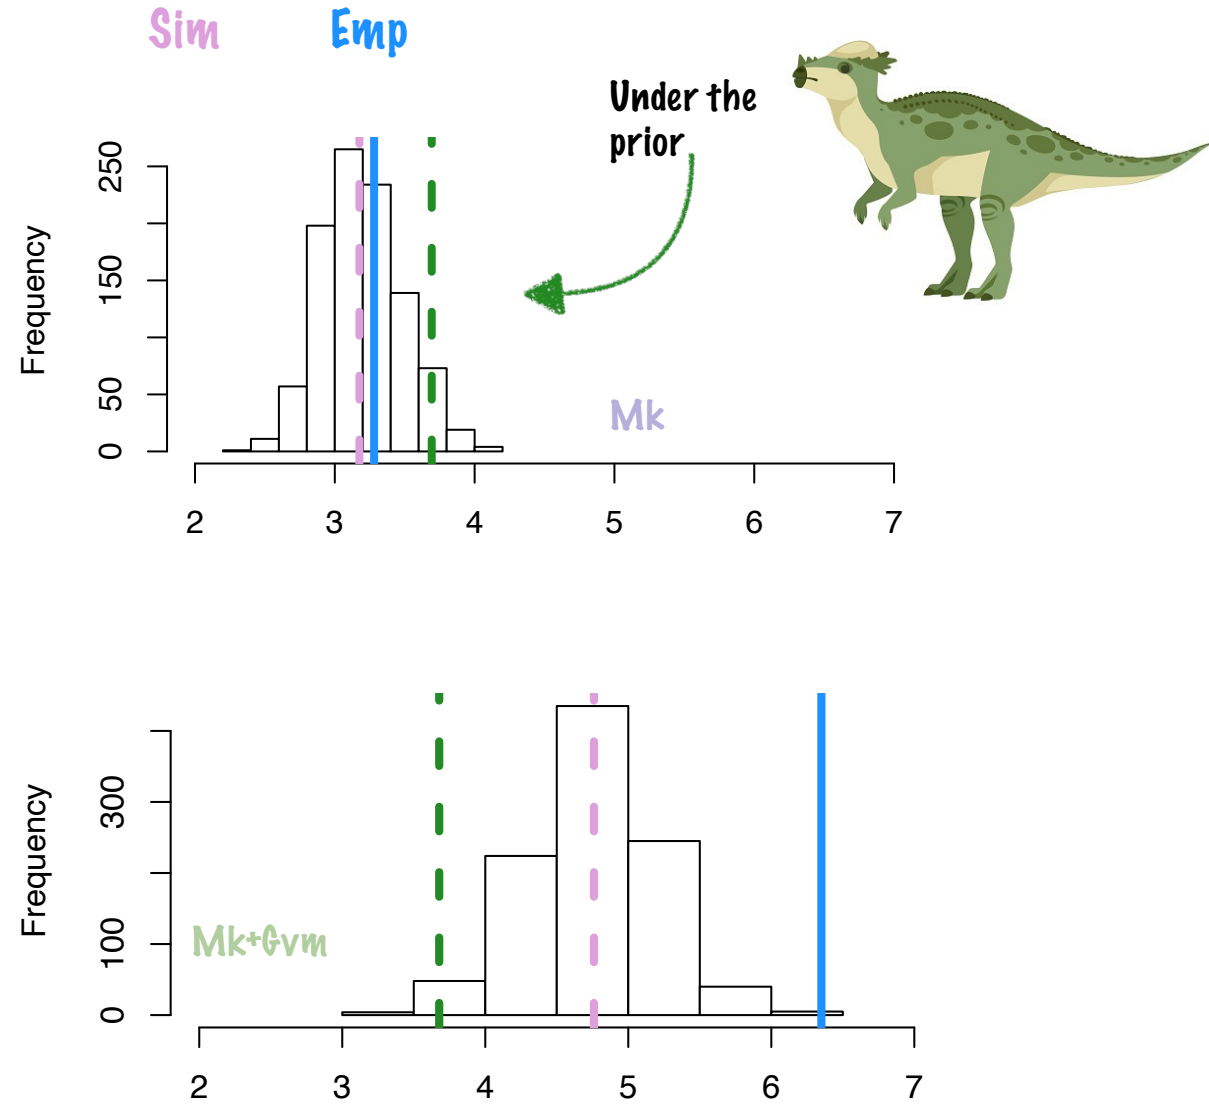 Sim Emp
Under the
prior
Frequency
250
150
50
0
Mk
2 3 4 5 6 7
Frequency
300
100
0
Mk+Gvm
2 3 4 5 6 7